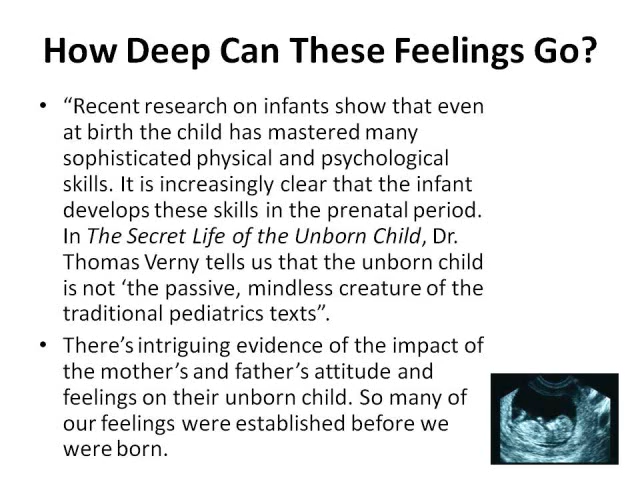 How Deep Can These Feelings Go?
• “Recent research on infants show that even
at birth the child has mastered many
sophisticated physical and psychological
skills. It is increasingly clear that the infant
develops these skills in the prenatal period.
In The Secret Life of the Unborn Child, Dr.
Thomas Verny tells us that the unborn child
is not ‘the passive, mindless creature of the
traditional pediatrics texts”.
• There’s intriguing evidence of the impact of
the mother’s and father’s attitude and
feelings on their unborn child. So many of
our feelings were established before we
were born.